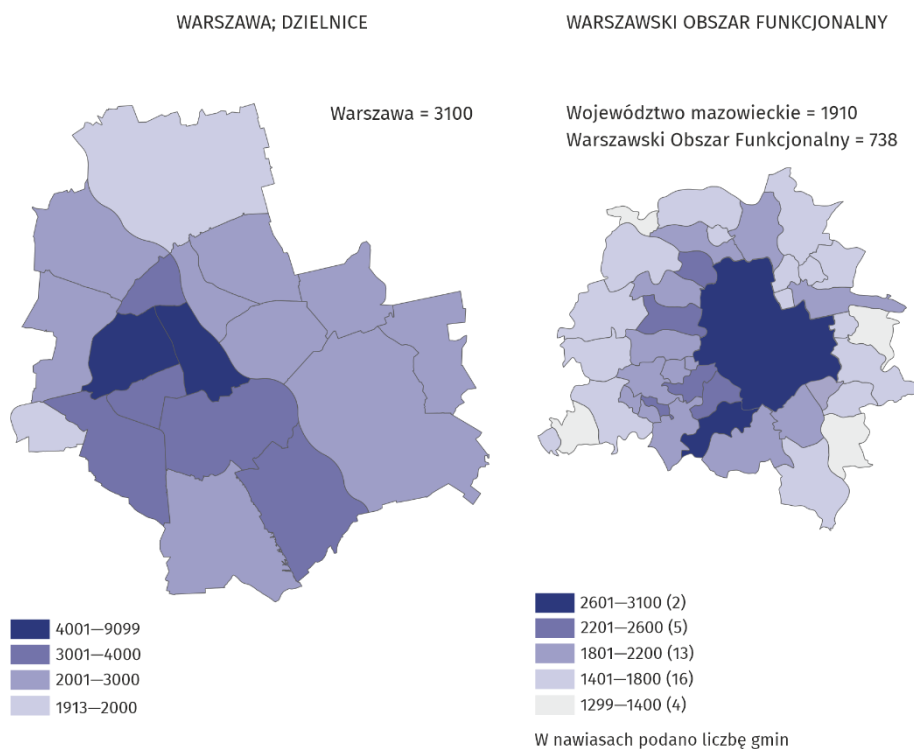 WARSZAWA; DZIELNICE
Warszawa = 3100
4001—9099
3001—4000
2001—3000
1913—2000
WARSZAWSKI OBSZAR FUNKCJONALNY
Województwo mazowieckie = 1910
Warszawski Obszar Funkcjonalny = 738
2601—3100 (2)
2201—2600 (5)
1801—2200 (13)
1401—1800 (16)
1299—1400 (4)
W nawiasach podano liczbę gmin